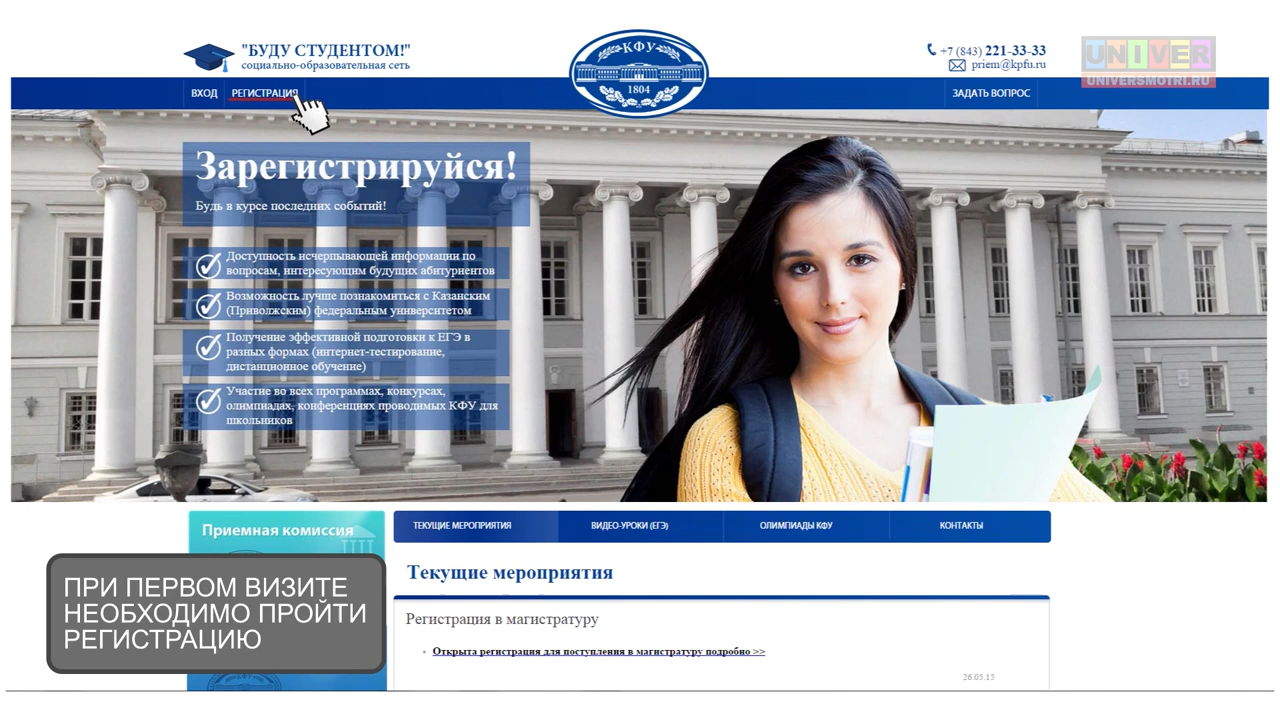 "БУДУ СТУДЕНТОМ!"
социально-образовательная сеть
КФУ
1804
+7 (843) 221-33-33
priem@kpfu.ru
UNIVER
UNIVERSMOTRI.RU
ВХОД
РЕГИСТРАЦИЯ
ЗАДАТЬ ВОПРОС
Зарегистрируйся!
Будь в курсе последних событий!
Доступность исчерпывающей информации по
вопросам, интересующим будущих абитуриентов
Возможность лучше познакомиться с Казанским
(Приволжским) федеральным университетом
Получение эффективной подготовки к ЕГЭ в
разных формах (интернет-тестирование,
дистанционное обучение)
Участие во всех программах, конкурсах,
олимпиадах, конференциях проводимых КФУ для
школьников
Приемная комиссия
ТЕКУЩИЕ МЕРОПРИЯТИЯ
ВИДЕО-УРОКИ (ЕГЭ)
ОЛИМПИАДЫ КФУ
КОНТАКТЫ
ПРИ ПЕРВОМ ВИЗИТЕ
НЕОБХОДИМО ПРОЙТИ
РЕГИСТРАЦИЮ
КФУ
Текущие мероприятия
Регистрация в магистратуру
Открыта регистрация для поступления в магистратуру подробно >>
26.05.15